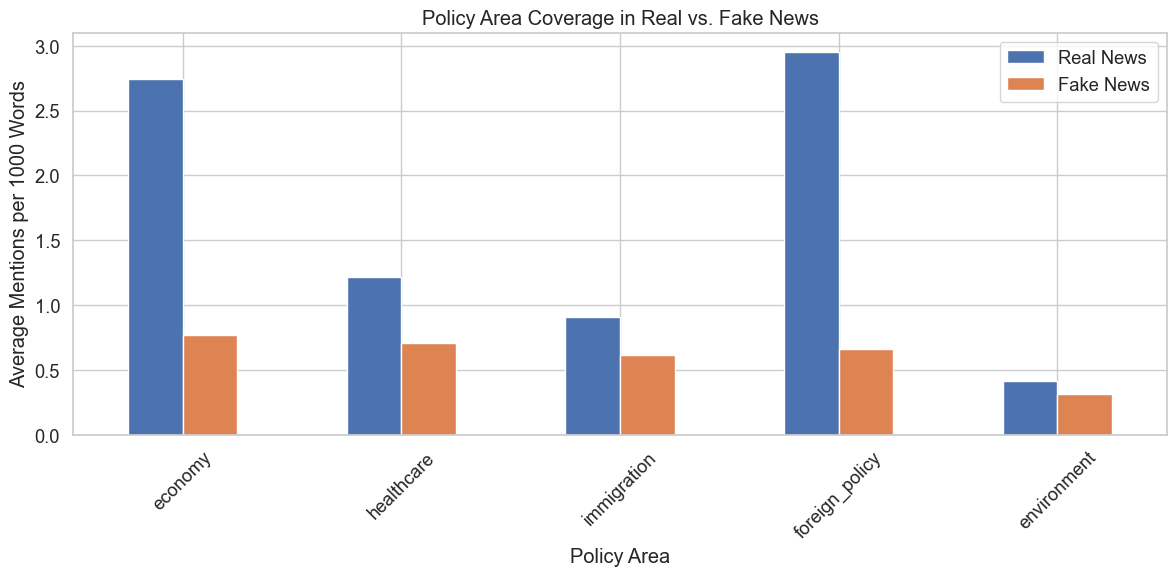 Policy Area Coverage in Real vs. Fake News
Real News
Fake News
Average Mentions per 1000 Words
3.0
2.5
2.0
1.5
1.0
0.5
0.0
economy
healthcare
immigration
foreign_policy
environment
Policy Area